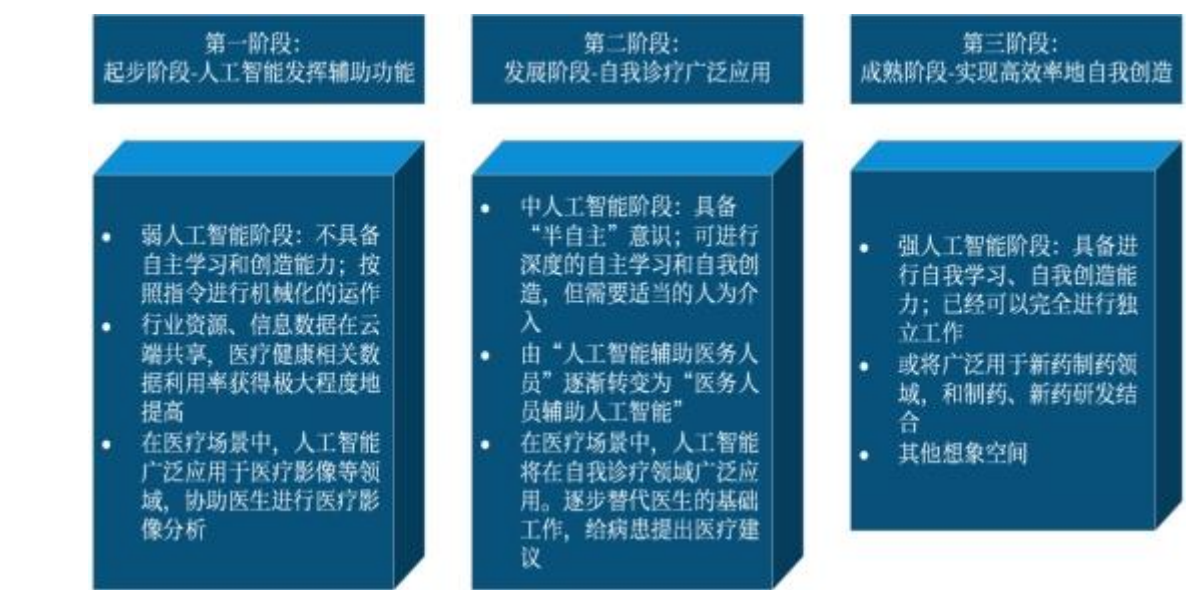 第一阶段：
起步阶段-人工智能发挥辅助功能
• 弱人工智能阶段：不具备
自主学习和创造能力；按
照指令进行机械化的运作
• 行业资源、信息数据在云
端共享，医疗健康相关数
据利用率获得极大程度地
提高
• 在医疗场景中，人工智能
广泛应用于医疗影像等领
域，协助医生进行医疗影
像分析
第二阶段：
发展阶段-自我诊疗广泛应用
• 中人工智能阶段：具备
“半自主”意识；可进行
深度的自主学习和自我创
造，但需要适当的人为介
入
• 由“人工智能辅助医务人
员”逐渐转变为“医务人
员辅助人工智能”
• 在医疗场景中，人工智能
将在自我诊疗领域广泛应
用。逐步替代医生的基础
工作，给病患提出医疗建
议
第三阶段：
成熟阶段-实现高效率地自我创造
• 强人工智能阶段：具备进
行自我学习、自我创造能
力；已经可以完全进行独
立工作
• 或将广泛用于新药制药领
域，和制药、新药研发结
合
• 其他想象空间